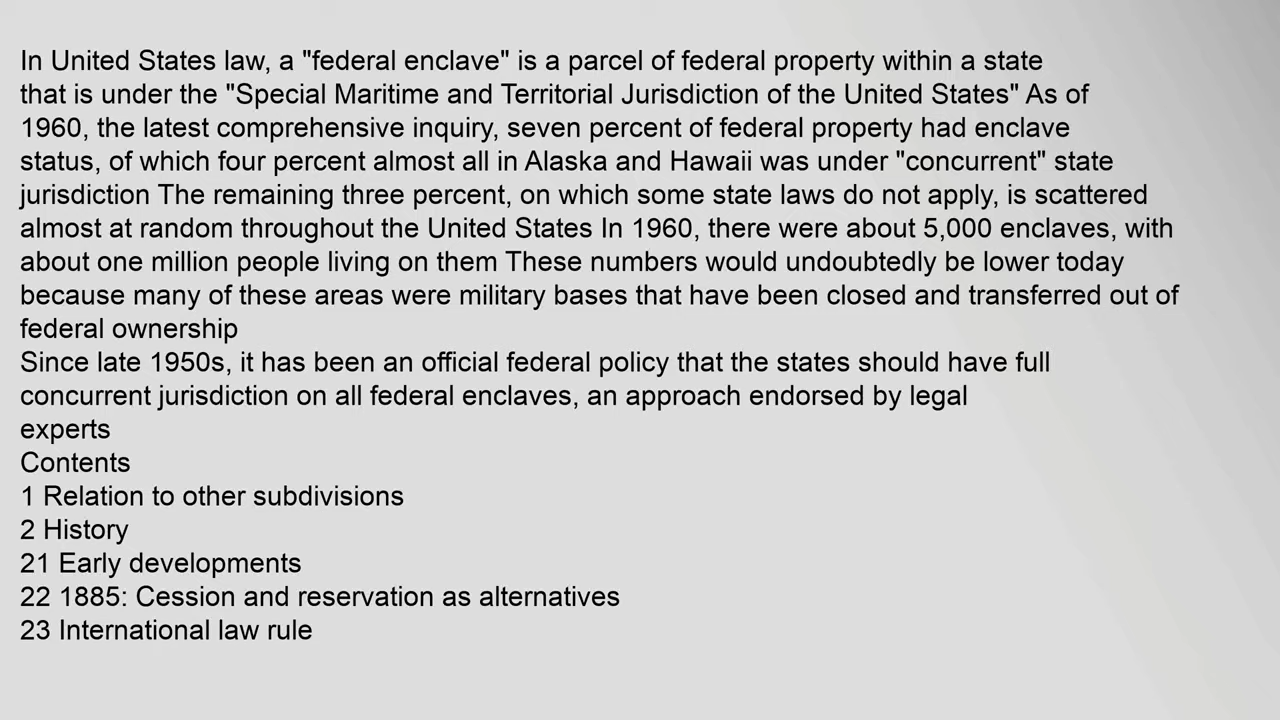 In United States law, a "federal enclave" is a parcel of federal property within a state
that is under the "Special Maritime and Territorial Jurisdiction of the United States" As of
1960, the latest comprehensive inquiry, seven percent of federal property had enclave
status, of which four percent almost all in Alaska and Hawaii was under "concurrent" state
jurisdiction The remaining three percent, on which some state laws do not apply, is scattered
almost at random throughout the United States In 1960, there were about 5,000 enclaves, with
about one million people living on them These numbers would undoubtedly be lower today
because many of these areas were military bases that have been closed and transferred out of
federal ownership
Since late 1950s, it has been an official federal policy that the states should have full
concurrent jurisdiction on all federal enclaves, an approach endorsed by legal
experts
Contents
1 Relation to other subdivisions
2 History
21 Early developments
22 1885: Cession and reservation as alternatives
23 International law rule